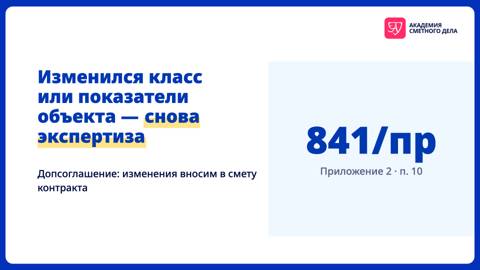 АКАДЕМИЯ
СМЕТНОГО ДЕЛА
Изменился класс
или показатели
объекта — снова
экспертиза
Допсоглашение: изменения вносим в смету
контракта
841/пр
Приложение 2 · п. 10